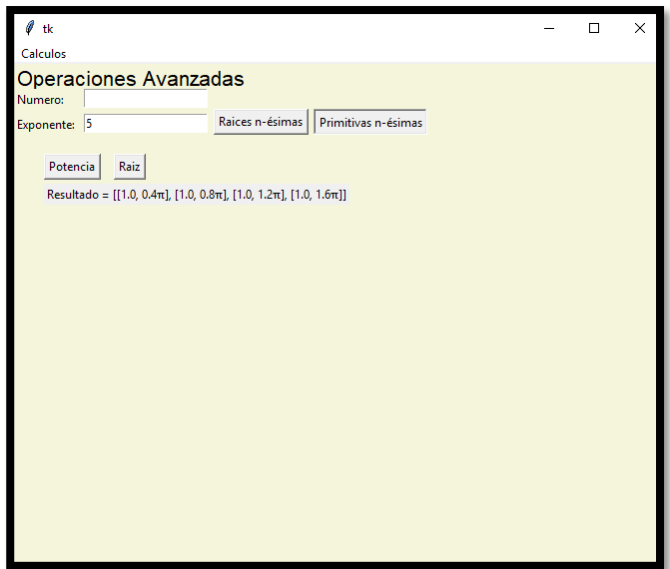 tk
Calculos
Operaciones Avanzadas
Numero:
Exponente: 5 Raices n-ésimas Primitivas n-ésimas
Potencia Raiz
Resultado = [[1.0, 0.4π], [1.0, 0.8π], [1.0, 1.2π], [1.0, 1.6π]]